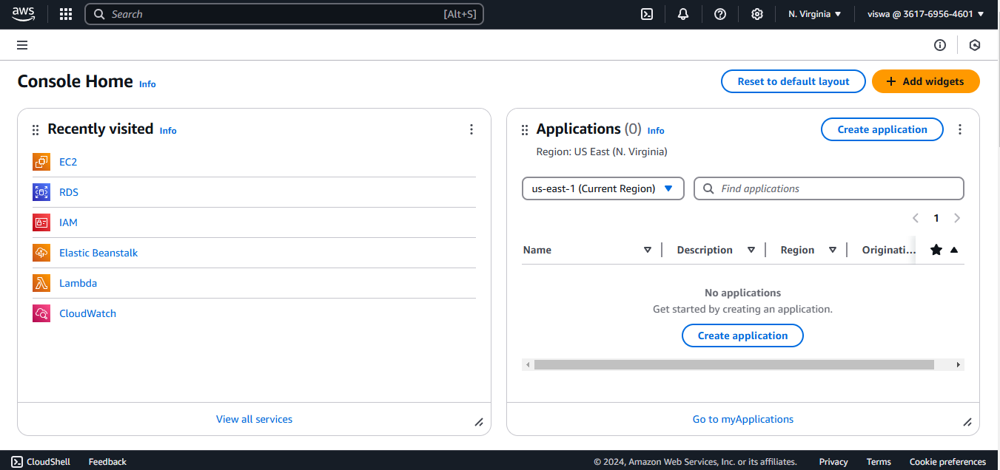 aws Search [Alt+S] N. Virginia viswa @ 3617-6956-4601
Console Home Info
Reset to default layout
Add widgets
Recently visited Info
EC2
RDS
IAM
Elastic Beanstalk
Lambda
CloudWatch
View all services
Applications (0) Info
Create application
Region: US East (N. Virginia)
us-east-1 (Current Region) Find applications
1
Name Description Region Originati...
No applications
Get started by creating an application.
Create application
Go to myApplications
CloudShell Feedback © 2024, Amazon Web Services, Inc. or its affiliates. Privacy Terms Cookie preferences